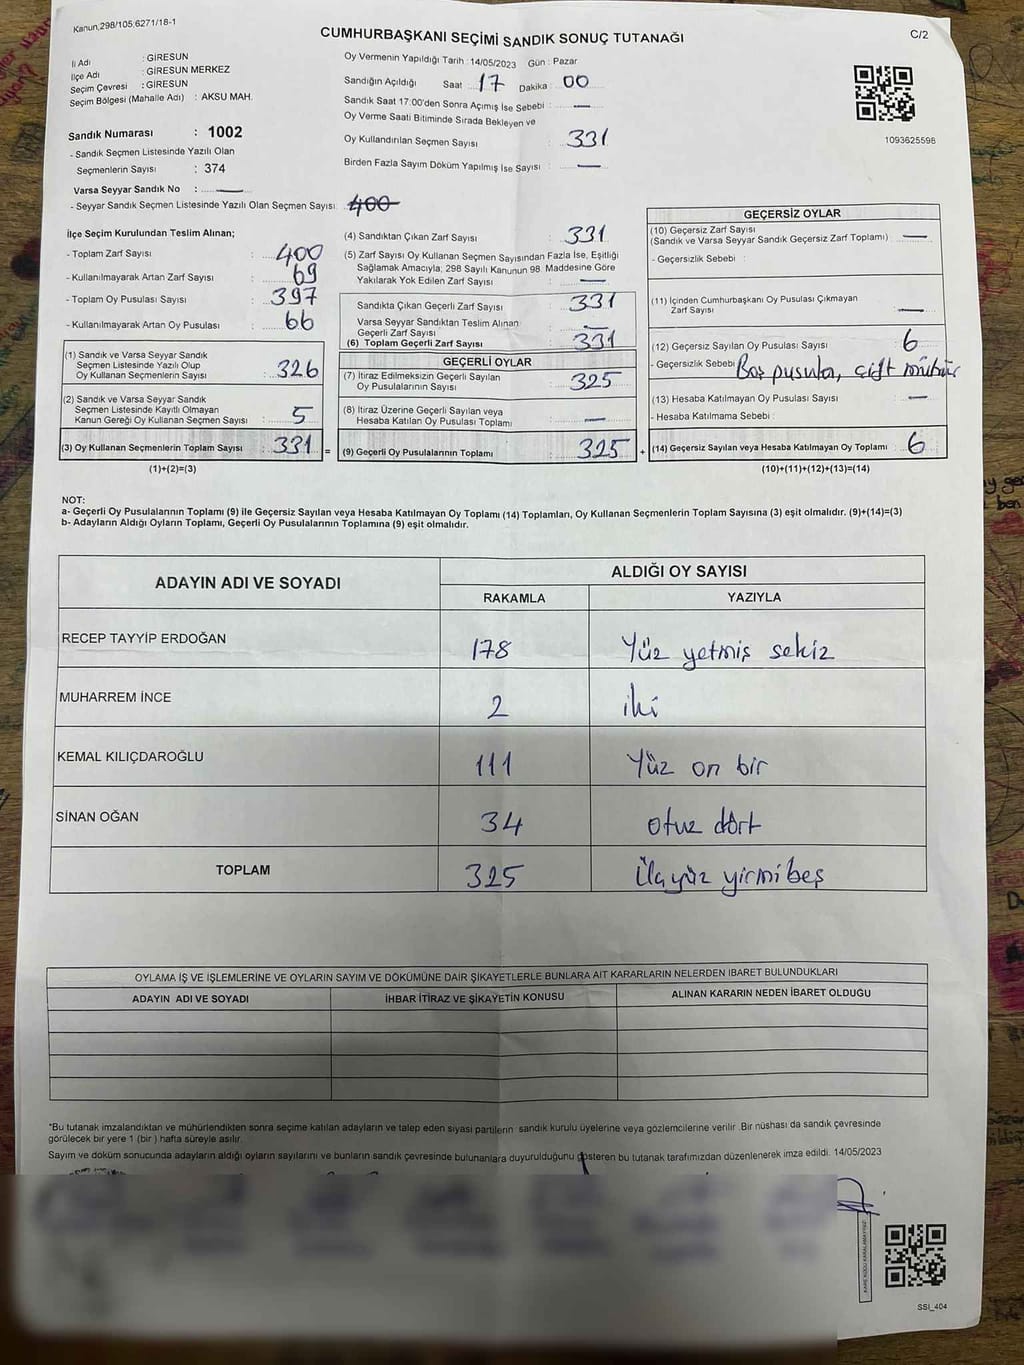 Kanun,298/105,6271/18-1
CUMHURBAŞKANI SEÇİMİ SANDIK SONUÇ TUTANAĞI
C/2
İl Adı : GİRESUN
İlçe Adı : GİRESUN MERKEZ
Seçim Çevresi : GİRESUN
Seçim Bölgesi (Mahalle Adı) : AKSU MAH.
Sandık Numarası : 1002
- Sandık Seçmen Listesinde Yazılı Olan
Seçmenlerin Sayısı : 374
Varsa Seyyar Sandık No : —
- Seyyar Sandık Seçmen Listesinde Yazılı Olan Seçmen Sayısı: 400
Oy Vermenin Yapıldığı Tarih : 14/05/2023 Gün : Pazar
Sandığın Açıldığı Saat 17 Dakika : 00
Sandık Saat 17:00'den Sonra Açımış İse Sebebi : —
Oy Verme Saati Bitiminde Sırada Bekleyen ve
Oy Kullandırılan Seçmen Sayısı : 331
Birden Fazla Sayım Döküm Yapılmış İse Sayısı : —
1093625598
İlçe Seçim Kurulundan Teslim Alınan;
- Toplam Zarf Sayısı : 400
- Kullanılmayarak Artan Zarf Sayısı : 69
- Toplam Oy Pusulası Sayısı : 397
- Kullanılmayarak Artan Oy Pusulası : 66
(1) Sandık ve Varsa Seyyar Sandık
Seçmen Listesinde Yazılı Olup
Oy Kullanan Seçmenlerin Sayısı : 326
(2) Sandık ve Varsa Seyyar Sandık
Seçmen Listesinde Kayıtlı Olmayan
Kanun Gereği Oy Kullanan Seçmen Sayısı : 5
(3) Oy Kullanan Seçmenlerin Toplam Sayısı : 331
(1)+(2)=(3)
(4) Sandıktan Çıkan Zarf Sayısı : 331
(5) Zarf Sayısı Oy Kullanan Seçmen Sayısından Fazla İse, Eşitliği
Sağlamak Amacıyla; 298 Sayılı Kanunun 98. Maddesine Göre
Yakılarak Yok Edilen Zarf Sayısı : —
Sandıkta Çıkan Geçerli Zarf Sayısı : 331
Varsa Seyyar Sandıktan Teslim Alınan
Geçerli Zarf Sayısı : —
(6) Toplam Geçerli Zarf Sayısı : 331
GEÇERLİ OYLAR
(7) İtiraz Edilmeksizin Geçerli Sayılan
Oy Pusulalarının Sayısı : 325
(8) İtiraz Üzerine Geçerli Sayılan veya
Hesaba Katılan Oy Pusulası Toplamı : —
= (9) Geçerli Oy Pusulalarının Toplamı : 325
GEÇERSİZ OYLAR
(10) Geçersiz Zarf Sayısı
(Sandık ve Varsa Seyyar Sandık Geçersiz Zarf Toplamı) : —
- Geçersizlik Sebebi :
(11) İçinden Cumhurbaşkanı Oy Pusulası Çıkmayan
Zarf Sayısı : —
(12) Geçersiz Sayılan Oy Pusulası Sayısı : 6
- Geçersizlik Sebebi Boş pusula, çift mühür
(13) Hesaba Katılmayan Oy Pusulası Sayısı : —
- Hesaba Katılmama Sebebi :
+ (14) Geçersiz Sayılan veya Hesaba Katılmayan Oy Toplamı : 6
(10)+(11)+(12)+(13)=(14)
NOT:
a- Geçerli Oy Pusulalarının Toplamı (9) ile Geçersiz Sayılan veya Hesaba Katılmayan Oy Toplamı (14) Toplamları, Oy Kullanan Seçmenlerin Toplam Sayısına (3) eşit olmalıdır. (9)+(14)=(3)
b- Adayların Aldığı Oyların Toplamı, Geçerli Oy Pusulalarının Toplamına (9) eşit olmalıdır.
ADAYIN ADI VE SOYADI
ALDIĞI OY SAYISI
RAKAMLA YAZIYLA
RECEP TAYYİP ERDOĞAN 178 Yüz yetmiş sekiz
MUHARREM İNCE 2 iki
KEMAL KILIÇDAROĞLU 111 Yüz on bir
SİNAN OĞAN 34 otuz dört
TOPLAM 325 Üçyüz yirmi beş
OYLAMA İŞ VE İŞLEMLERİNE VE OYLARIN SAYIM VE DÖKÜMÜNE DAİR ŞİKAYETLERLE BUNLARA AİT KARARLARIN NELERDEN İBARET BULUNDUKLARI
ADAYIN ADI VE SOYADI İHBAR İTİRAZ VE ŞİKAYETİN KONUSU ALINAN KARARIN NEDEN İBARET OLDUĞU
*Bu tutanak imzalandıktan ve mühürlendikten sonra seçime katılan adayların ve talep eden siyasi partilerin sandık kurulu üyelerine veya gözlemcilerine verilir .Bir nüshası da sandık çevresinde
görülecek bir yere 1 (bir ) hafta süreyle asılır.
Sayım ve döküm sonucunda adayların aldığı oyların sayılarını ve bunların sandık çevresinde bulunanlara duyurulduğunu gösteren bu tutanak tarafımızdan düzenlenerek imza edildi. 14/05/2023
KARE KODU KARALAMAYINIZ
SSI_404